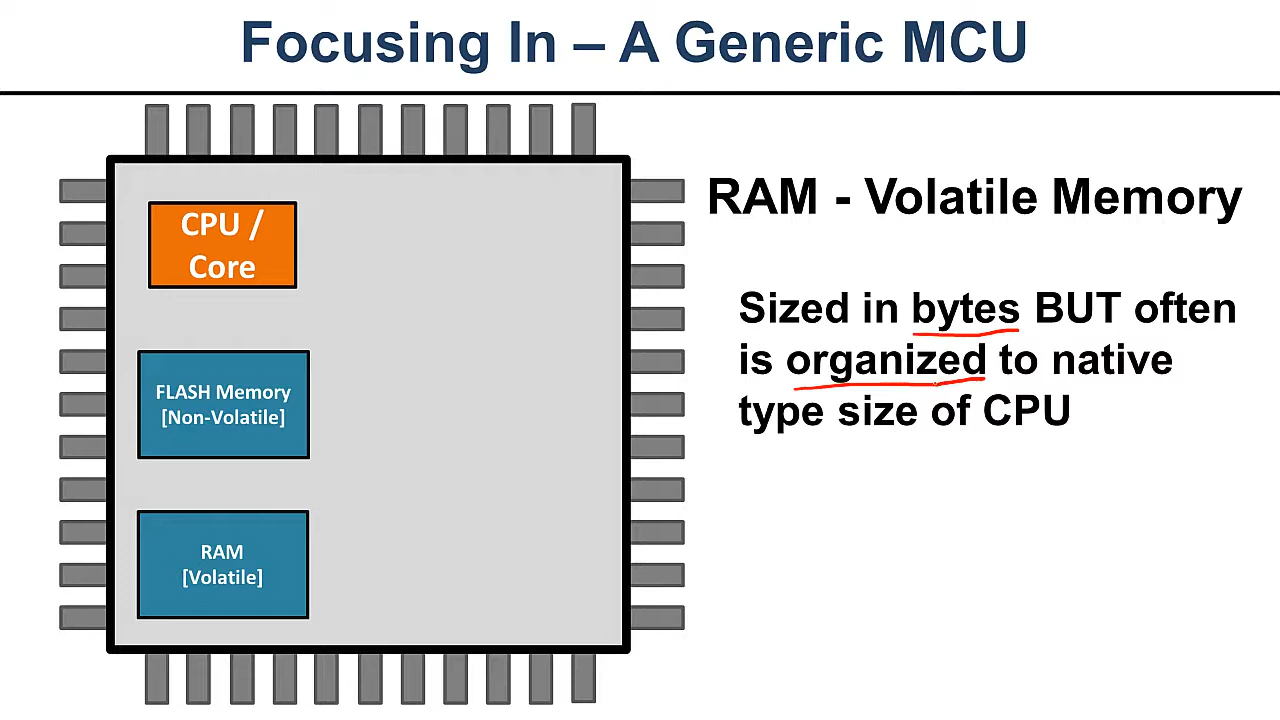 Focusing In – A Generic MCU
CPU /
Core
FLASH Memory
[Non-Volatile]
RAM
[Volatile]
RAM - Volatile Memory
Sized in bytes BUT often
is organized to native
type size of CPU